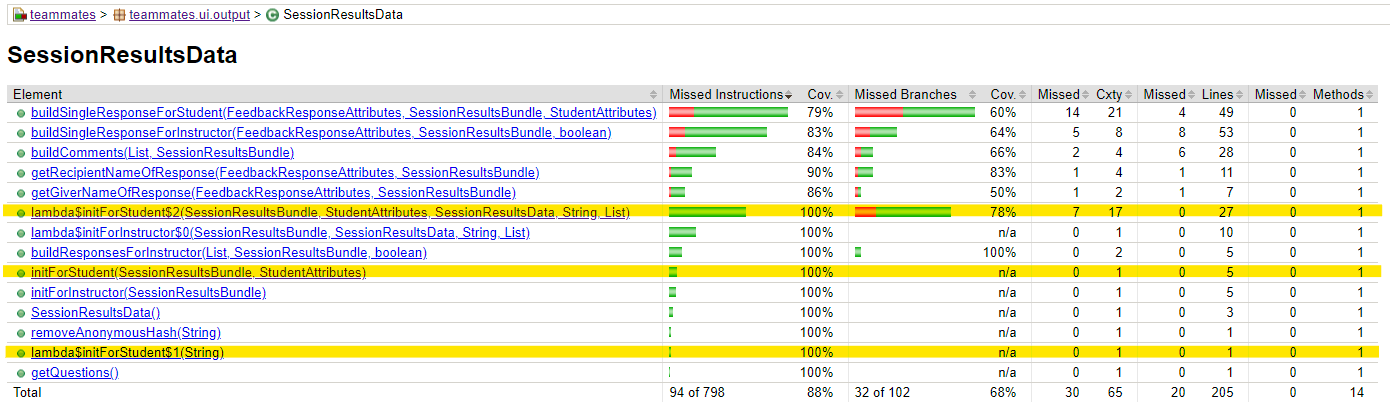 teammates > teammates.ui.output > SessionResultsData
SessionResultsData
Element Missed Instructions Cov. Missed Branches Cov. Missed Cxty Missed Lines Missed Methods
buildSingleResponseForStudent(FeedbackResponseAttributes, SessionResultsBundle, StudentAttributes) 79% 60% 14 21 4 49 0 1
buildSingleResponseForInstructor(FeedbackResponseAttributes, SessionResultsBundle, boolean) 83% 64% 5 8 8 53 0 1
buildComments(List, SessionResultsBundle) 84% 66% 2 4 6 28 0 1
getRecipientNameOfResponse(FeedbackResponseAttributes, SessionResultsBundle) 90% 83% 1 4 1 11 0 1
getGiverNameOfResponse(FeedbackResponseAttributes, SessionResultsBundle) 86% 50% 1 2 1 7 0 1
lambda$initForStudent$2(SessionResultsBundle, StudentAttributes, SessionResultsData, String, List) 100% 78% 7 17 0 27 0 1
lambda$initForInstructor$0(SessionResultsBundle, SessionResultsData, String, List) 100% n/a 0 1 0 10 0 1
buildResponsesForInstructor(List, SessionResultsBundle, boolean) 100% 100% 0 2 0 5 0 1
initForStudent(SessionResultsBundle, StudentAttributes) 100% n/a 0 1 0 5 0 1
initForInstructor(SessionResultsBundle) 100% n/a 0 1 0 5 0 1
SessionResultsData() 100% n/a 0 1 0 3 0 1
removeAnonymousHash(String) 100% n/a 0 1 0 1 0 1
lambda$initForStudent$1(String) 100% n/a 0 1 0 1 0 1
getQuestions() 100% n/a 0 1 0 1 0 1
Total 94 of 798 88% 32 of 102 68% 30 65 20 205 0 14